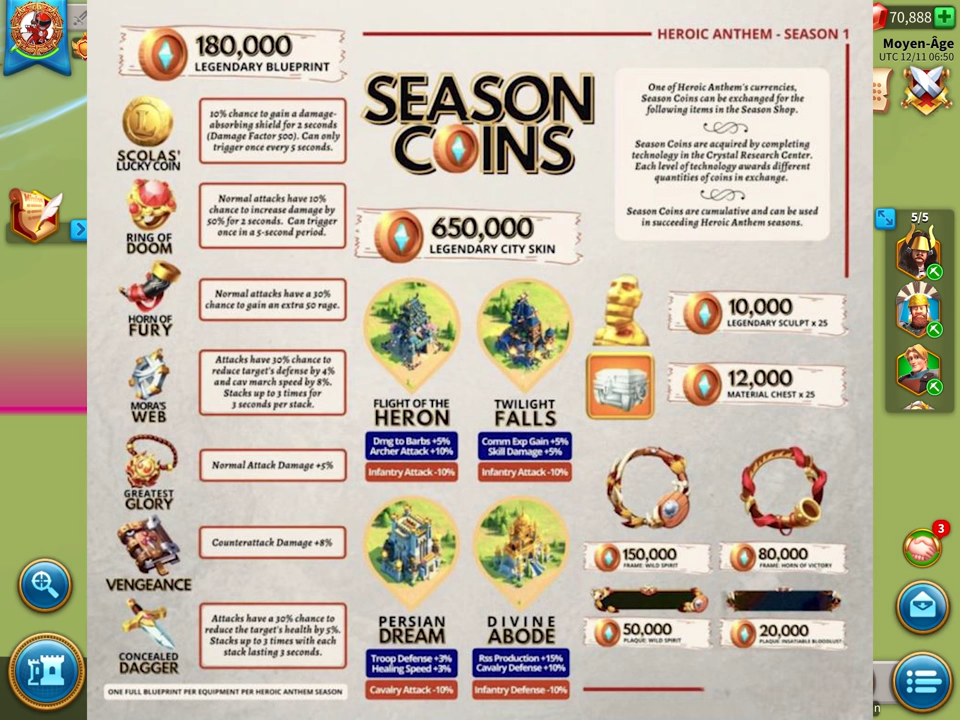 70,888
Moyen-Âge
UTC 12/11 06:50
5/5
3
HEROIC ANTHEM - SEASON 1
180,000
LEGENDARY BLUEPRINT
SCOLAS'
LUCKY COIN
10% chance to gain a damage-
absorbing shield for 2 seconds
(Damage Factor 500). Can only
trigger once every 5 seconds.
RING OF
DOOM
Normal attacks have 10%
chance to increase damage by
50% for 2 seconds. Can trigger
once in a 5-second period.
HORN OF
FURY
Normal attacks have a 30%
chance to gain an extra 50 rage.
MORA'S
WEB
Attacks have 30% chance to
reduce target's defense by 4%
and cav march speed by 8%.
Stacks up to 3 times for
3 seconds per stack.
GREATEST
GLORY
Normal Attack Damage +5%
VENGEANCE
Counterattack Damage +8%
CONCEALED
DAGGER
Attacks have a 30% chance to
reduce the target's health by 5%.
Stacks up to 3 times with each
stack lasting 3 seconds.
ONE FULL BLUEPRINT PER EQUIPMENT PER HEROIC ANTHEM SEASON
SEASON
COINS
One of Heroic Anthem's currencies,
Season Coins can be exchanged for the
following items in the Season Shop.
Season Coins are acquired by completing
technology in the Crystal Research Center.
Each level of technology awards different
quantities of coins in exchange.
Season Coins are cumulative and can be used
in succeeding Heroic Anthem seasons.
650,000
LEGENDARY CITY SKIN
FLIGHT OF THE
HERON
Dmg to Barbs +5%
Archer Attack +10%
Infantry Attack -10%
TWILIGHT
FALLS
Comm Exp Gain +5%
Skill Damage +5%
Infantry Attack -10%
PERSIAN
DREAM
Troop Defense +3%
Healing Speed +3%
Cavalry Attack -10%
DIVINE
ABODE
Rss Production +15%
Cavalry Defense +10%
Infantry Defense -10%
10,000
LEGENDARY SCULPT x 25
12,000
MATERIAL CHEST x 25
150,000
FRAME: WILD SPIRIT
80,000
FRAME: HORN OF VICTORY
50,000
PLAQUE: WILD SPIRIT
20,000
PLAQUE: INSATIABLE BLOODLUST